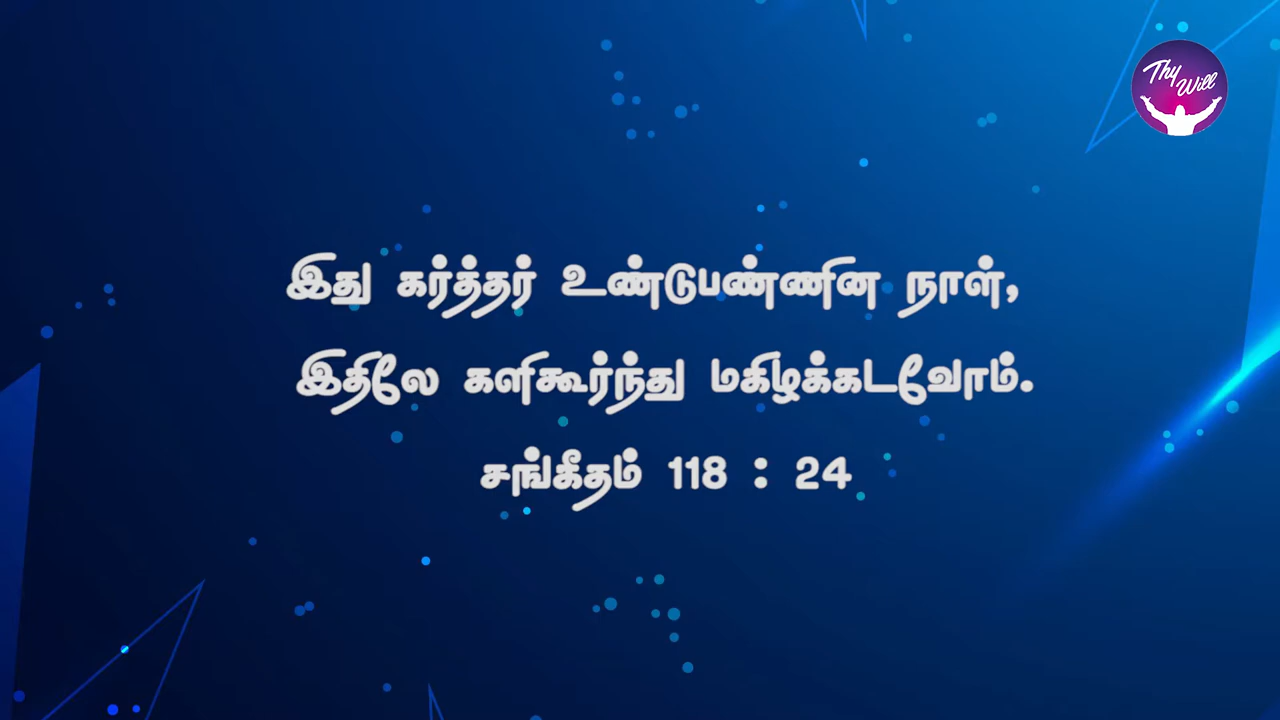 Thy Will
இது கர்த்தர் உண்டுபண்ணின நாள்,
இதிலே களிகூர்ந்து மகிழக்கடவோம்.
சங்கீதம் 118 : 24